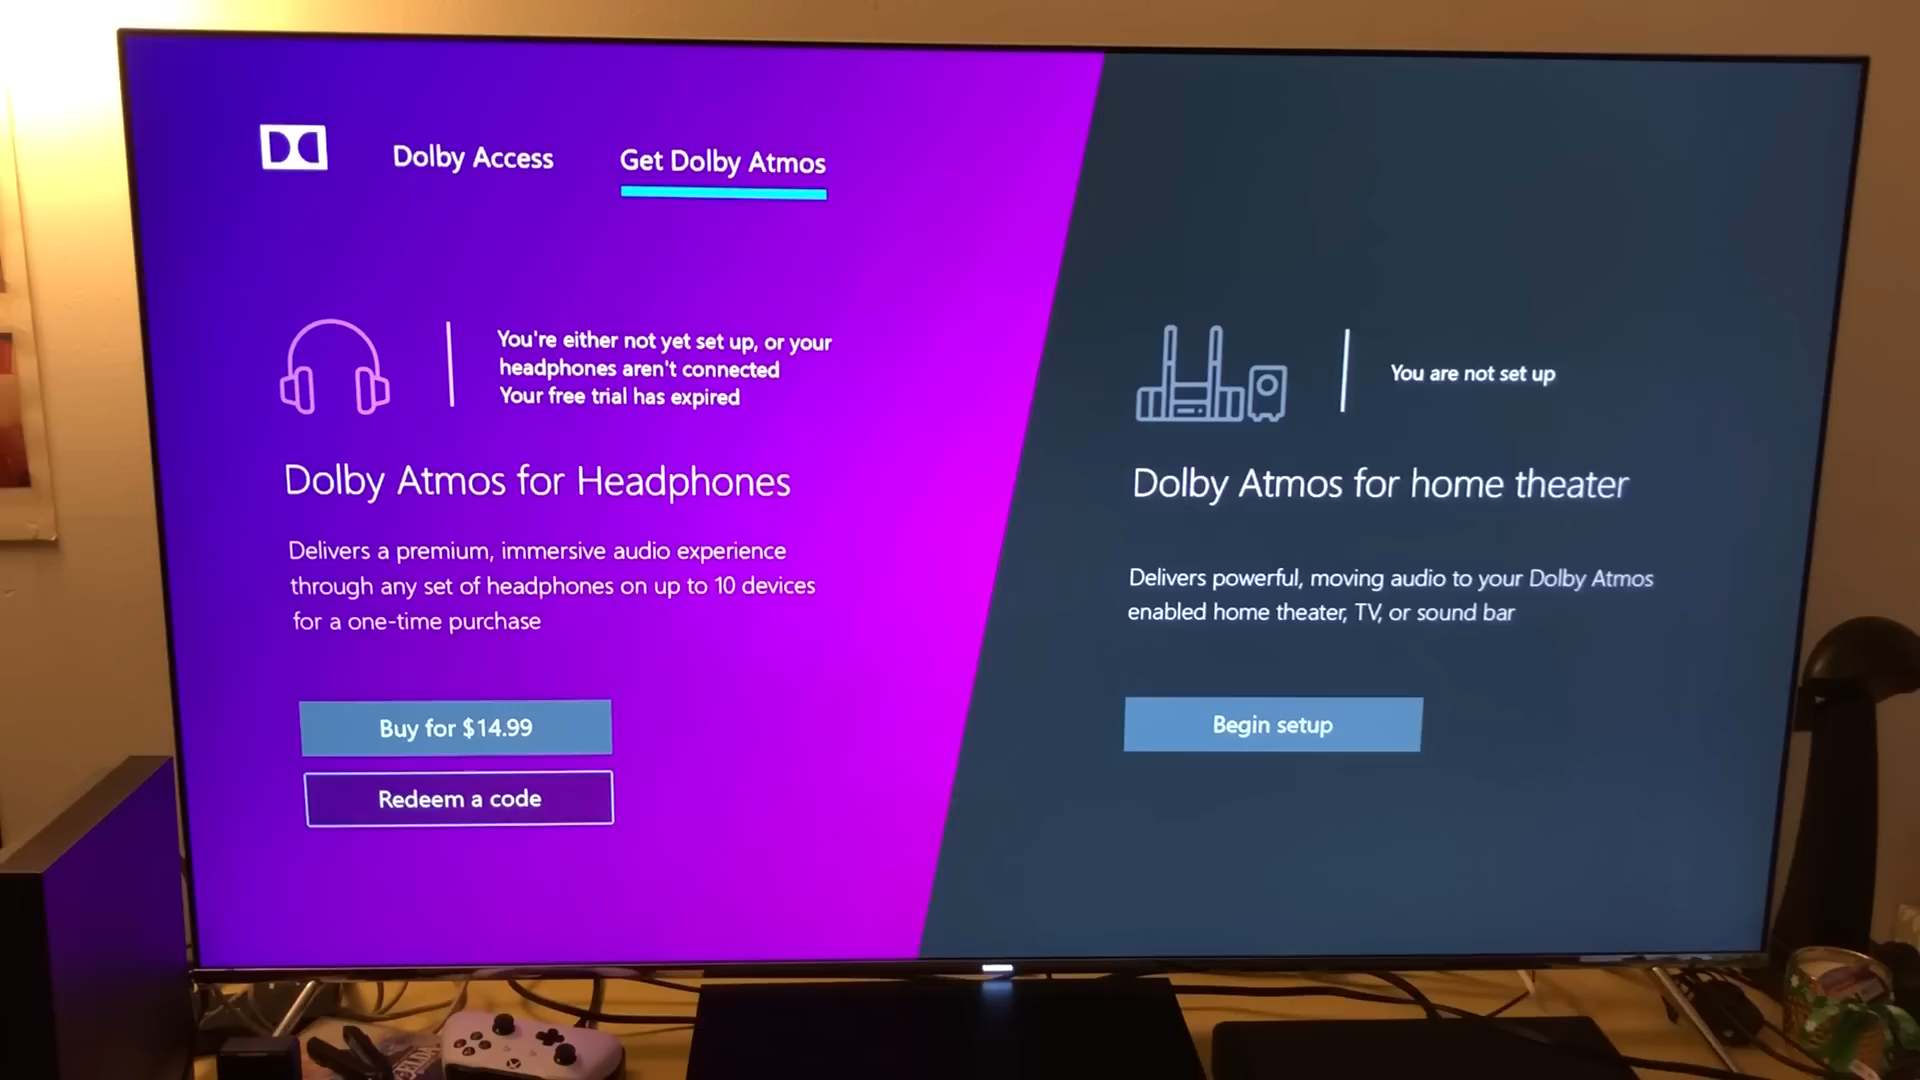 Dolby Access
Get Dolby Atmos
You're either not yet set up, or your
headphones aren't connected
Your free trial has expired
Dolby Atmos for Headphones
Delivers a premium, immersive audio experience
through any set of headphones on up to 10 devices
for a one-time purchase
Buy for $14.99
Redeem a code
You are not set up
Dolby Atmos for home theater
Delivers powerful, moving audio to your Dolby Atmos
enabled home theater, TV, or sound bar
Begin setup